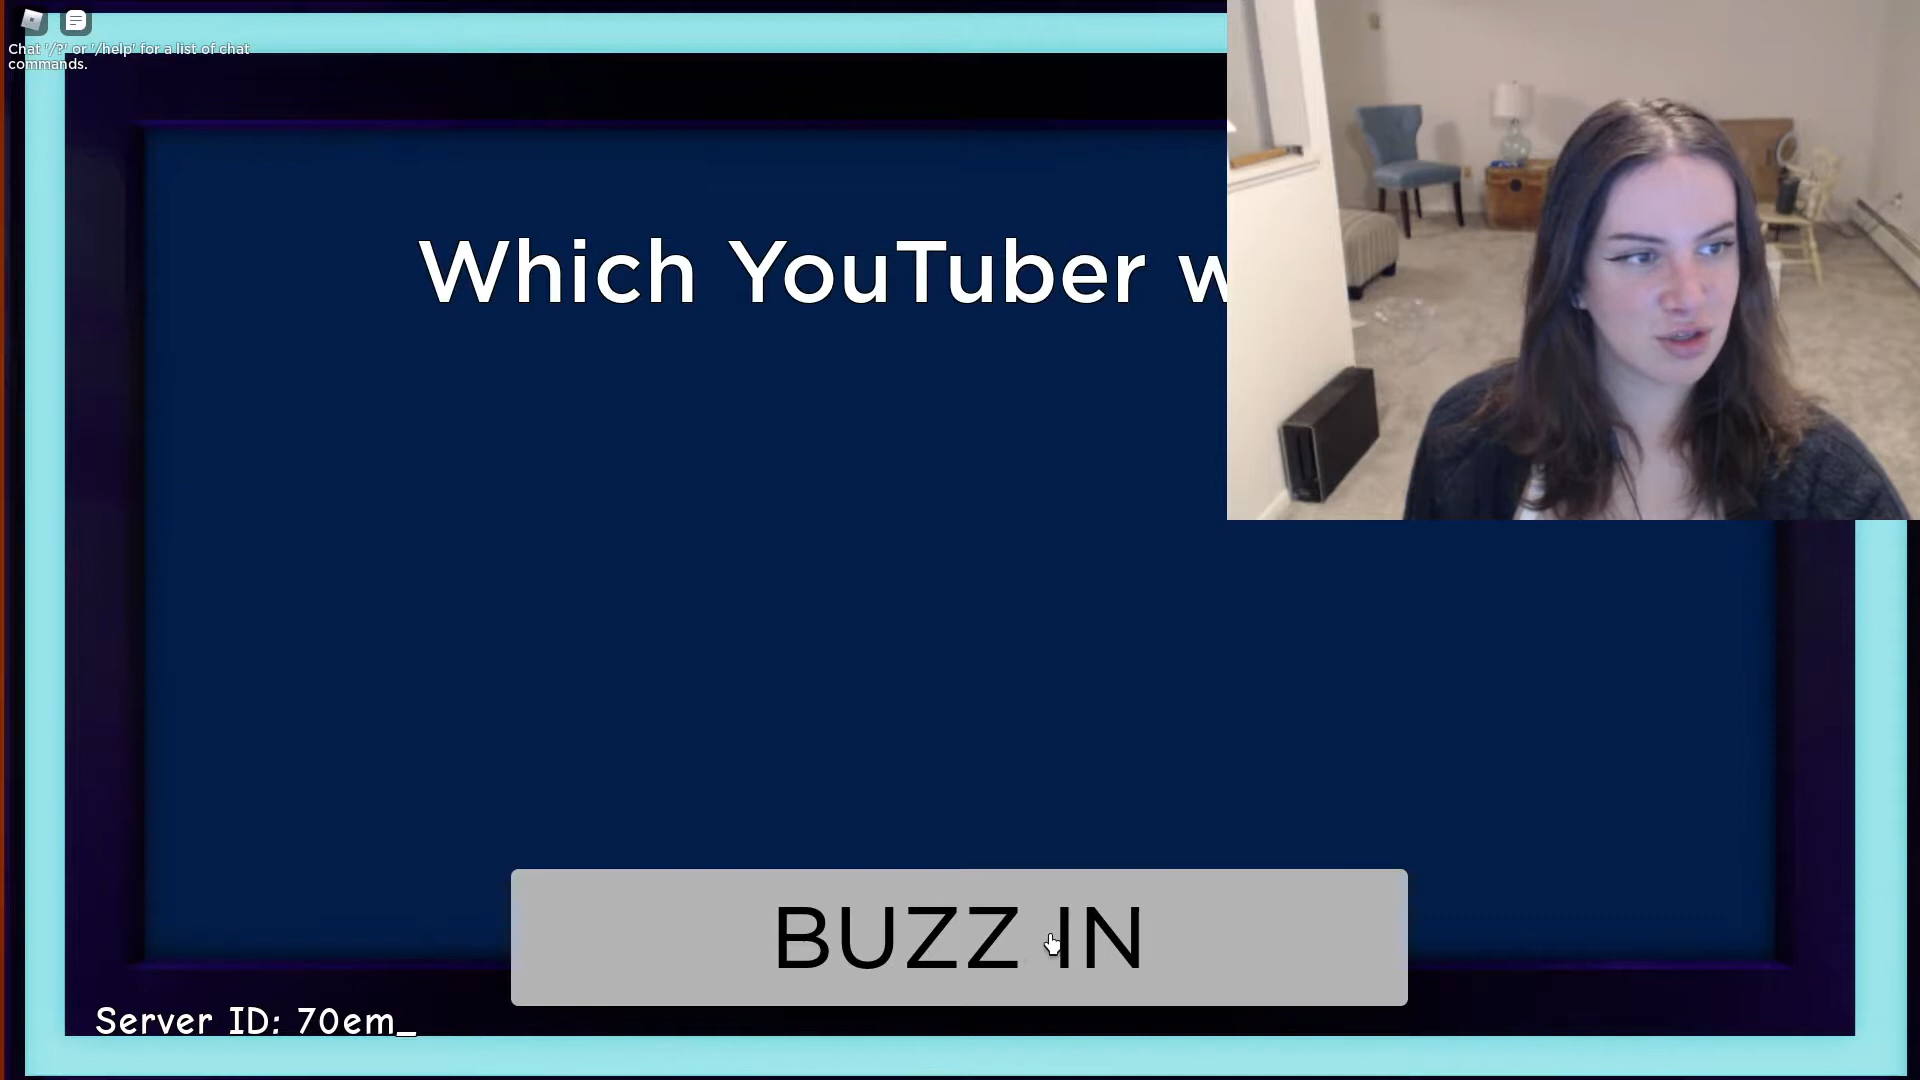 Chat '/?' or '/help' for a list of chat
commands.
Which YouTuber w
BUZZ IN
Server ID: 70em_